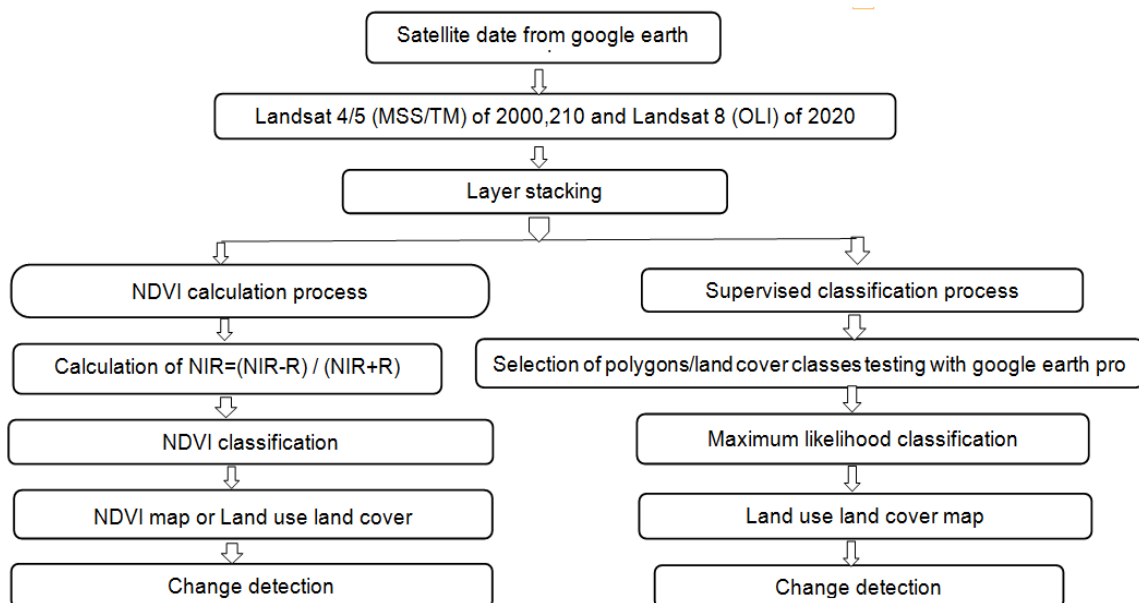 Satellite date from google earth
.
Landsat 4/5 (MSS/TM) of 2000,210 and Landsat 8 (OLI) of 2020
Layer stacking
NDVI calculation process
Calculation of NIR=(NIR-R) / (NIR+R)
NDVI classification
NDVI map or Land use land cover
Change detection
Supervised classification process
Selection of polygons/land cover classes testing with google earth pro
Maximum likelihood classification
Land use land cover map
Change detection